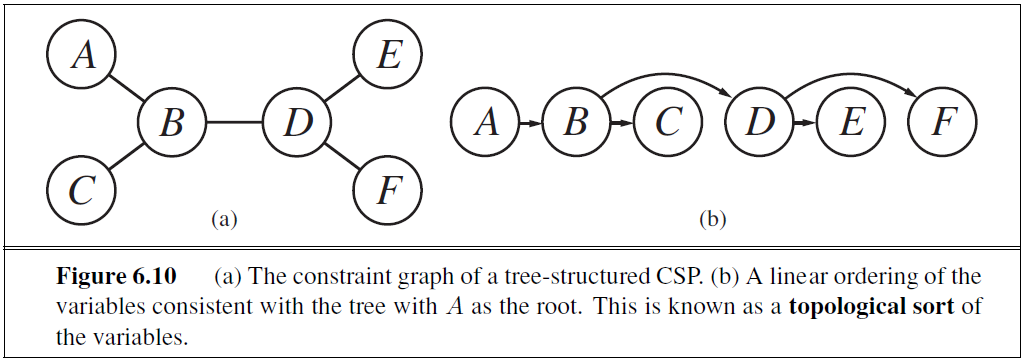 A
E
B
D
C
F
A B C D E F
(a)
(b)
Figure 6.10 (a) The constraint graph of a tree-structured CSP. (b) A linear ordering of the
variables consistent with the tree with A as the root. This is known as a topological sort of
the variables.